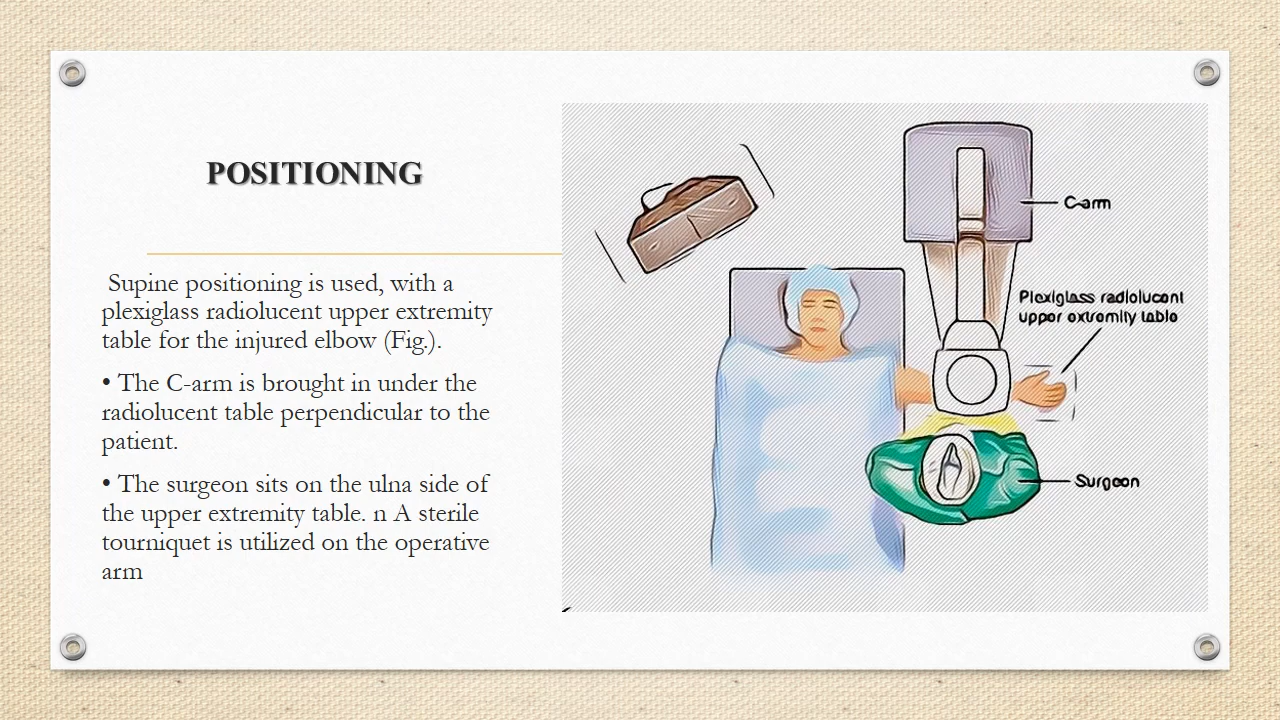 POSITIONING
Supine positioning is used, with a
plexiglass radiolucent upper extremity
table for the injured elbow (Fig.).
• The C-arm is brought in under the
radiolucent table perpendicular to the
patient.
• The surgeon sits on the ulna side of
the upper extremity table. n A sterile
tourniquet is utilized on the operative
arm
C-arm
Plexiglass radiolucent
upper extremity table
Surgeon